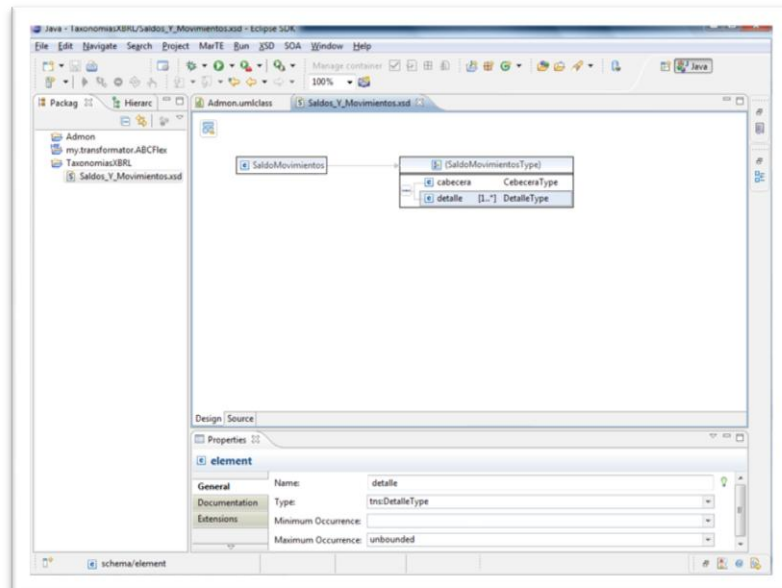 Java - TaxonomiasXBRL/Saldos_Y_Movimientos.xsd - Eclipse SDK
File Edit Navigate Search Project MarTE Run XSD SOA Window Help
Manage container
Java
100%
Packag Hierarc
Admon.umlclass Saldos_Y_Movimientos.xsd
Admon
my.transformator.ABCFlex
TaxonomiasXBRL
Saldos_Y_Movimientos.xsd
SaldoMovimientos (SaldoMovimientosType)
cabecera CebeceraType
detalle [1..*] DetalleType
Design Source
Properties
element
General Name: detalle
Documentation Type: tns:DetalleType
Extensions Minimum Occurrence:
Maximum Occurrence: unbounded
schema/element